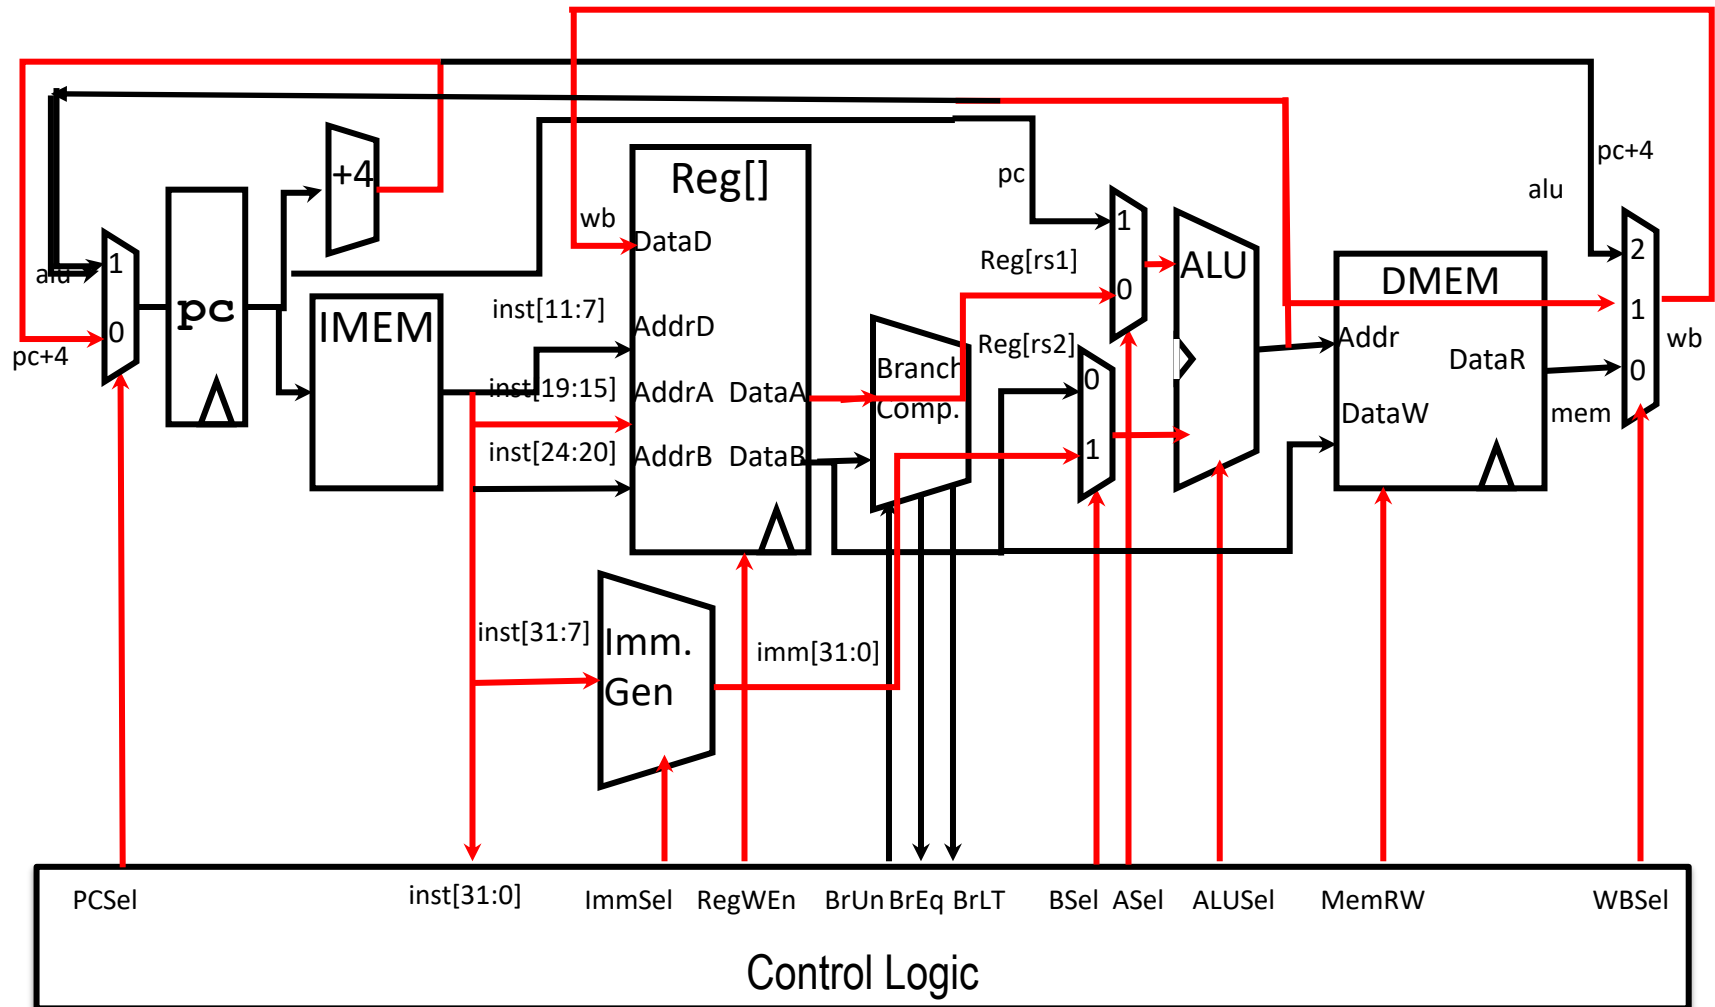 pc+4
alu
+4
Reg[]
pc
wb
DataD
1
2
alu
1
ALU
DMEM
Reg[rs1]
0
pc
IMEM
inst[11:7]
AddrD
1
0
pc+4
Reg[rs2]
Addr
wb
Branch
Comp.
DataR
0
0
inst[19:15]
AddrA
DataA
DataW
mem
inst[24:20]
AddrB
DataB
1
inst[31:7]
Imm.
Gen
imm[31:0]
PCSel
inst[31:0]
ImmSel
RegWEn
BrUn
BrEq
BrLT
BSel
ASel
ALUSel
MemRW
WBSel
Control Logic